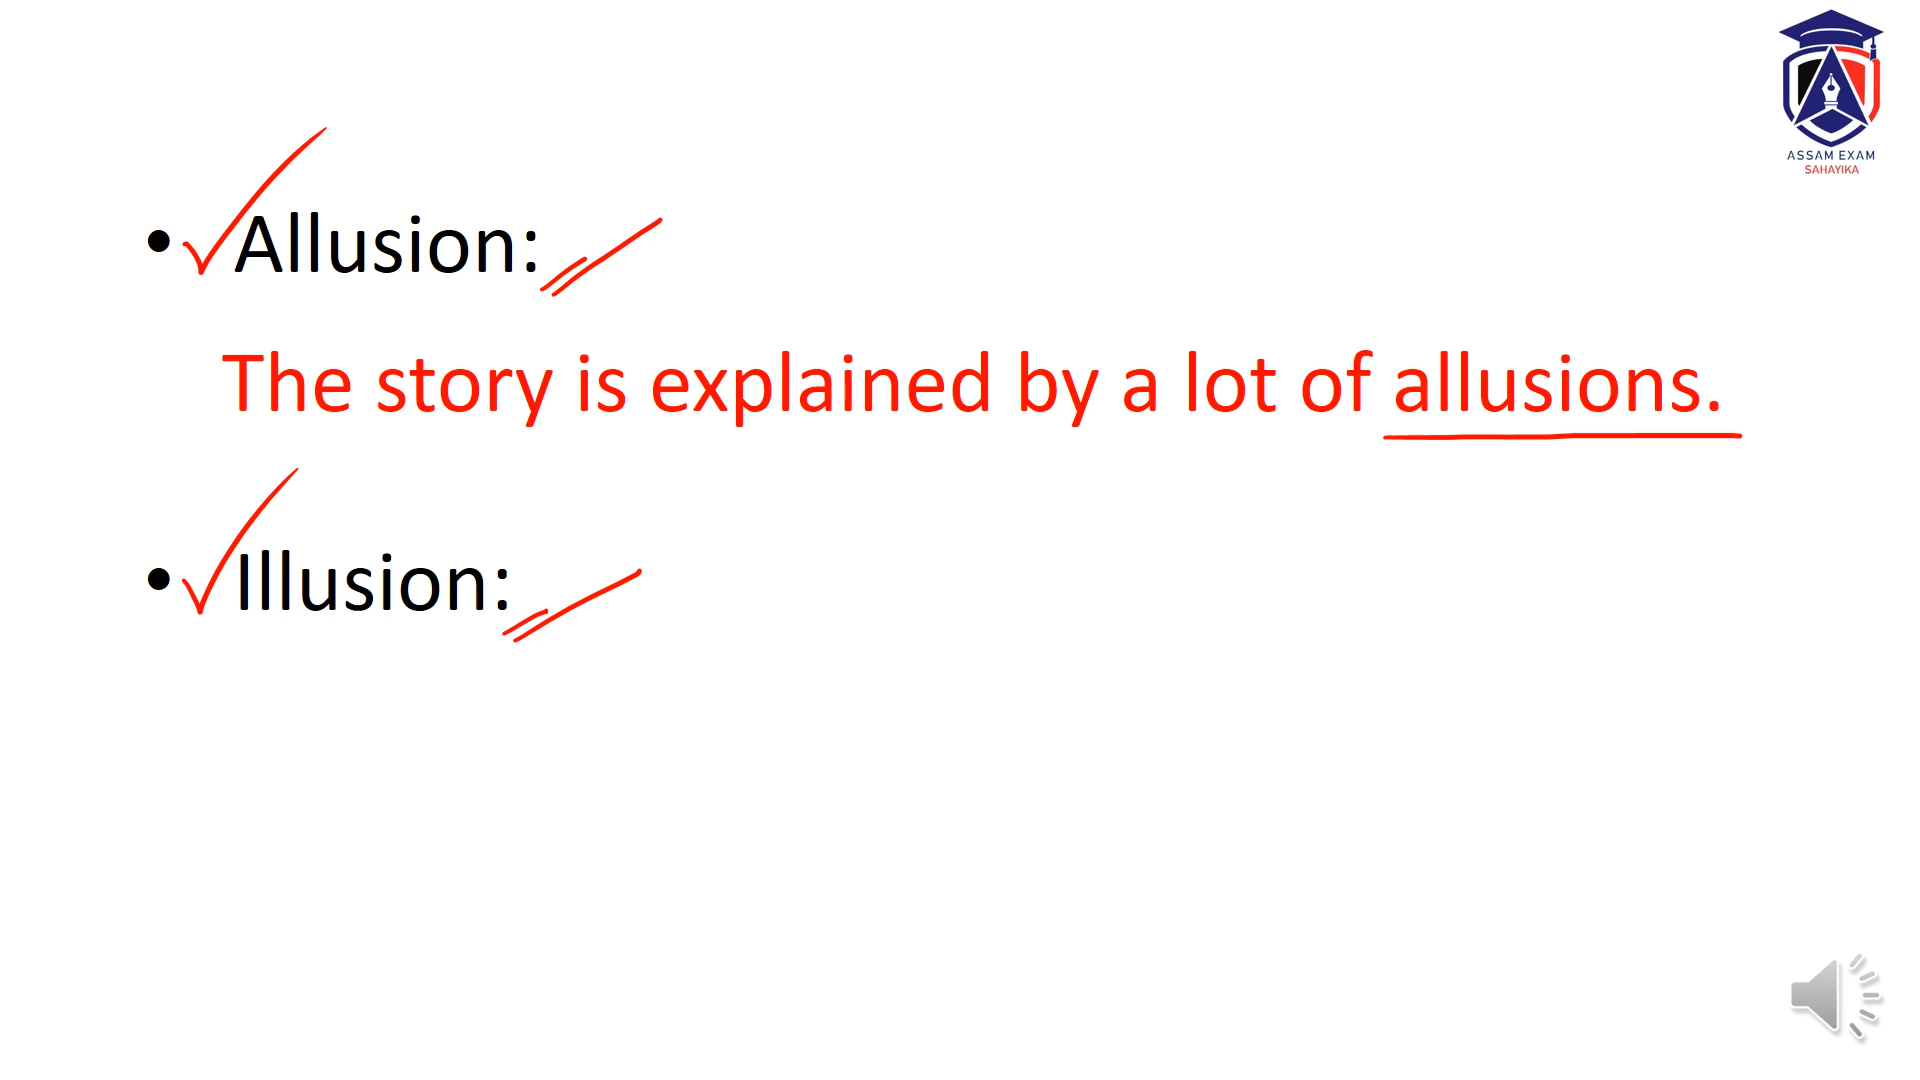 ASSAM EXAM
SAHAYIKA
• Allusion:
The story is explained by a lot of allusions.
• Illusion: